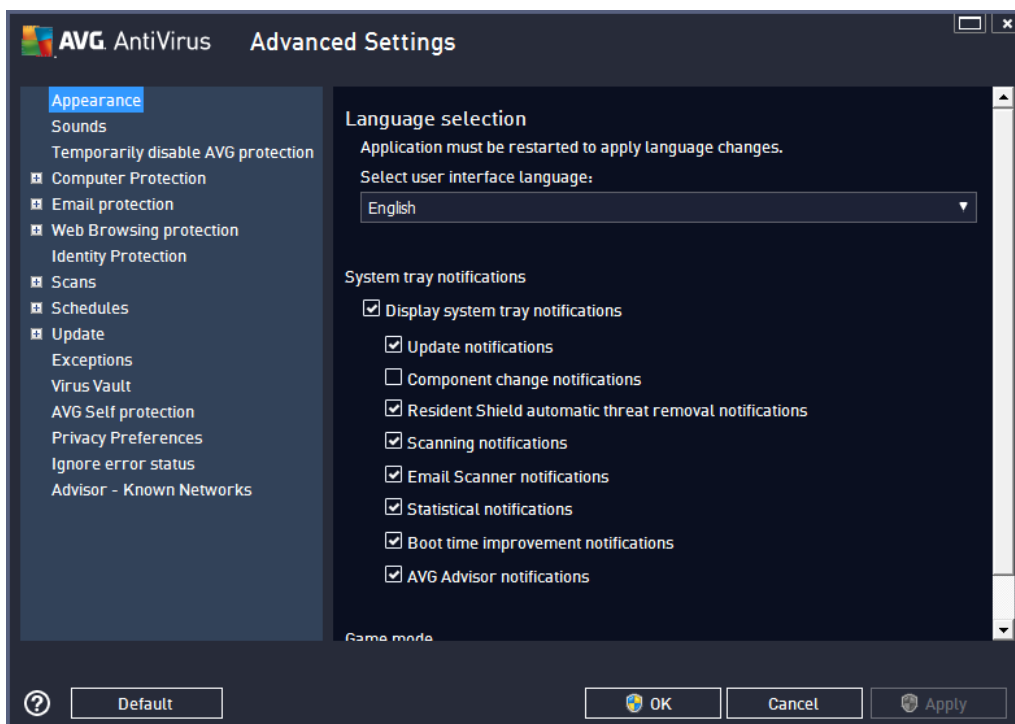 AVG. AntiVirus Advanced Settings
Appearance
Sounds
Temporarily disable AVG protection
Computer Protection
Email protection
Web Browsing protection
Identity Protection
Scans
Schedules
Update
Exceptions
Virus Vault
AVG Self protection
Privacy Preferences
Ignore error status
Advisor - Known Networks
Language selection
Application must be restarted to apply language changes.
Select user interface language:
English
System tray notifications
Display system tray notifications
Update notifications
Component change notifications
Resident Shield automatic threat removal notifications
Scanning notifications
Email Scanner notifications
Statistical notifications
Boot time improvement notifications
AVG Advisor notifications
Game mode
? Default OK Cancel Apply